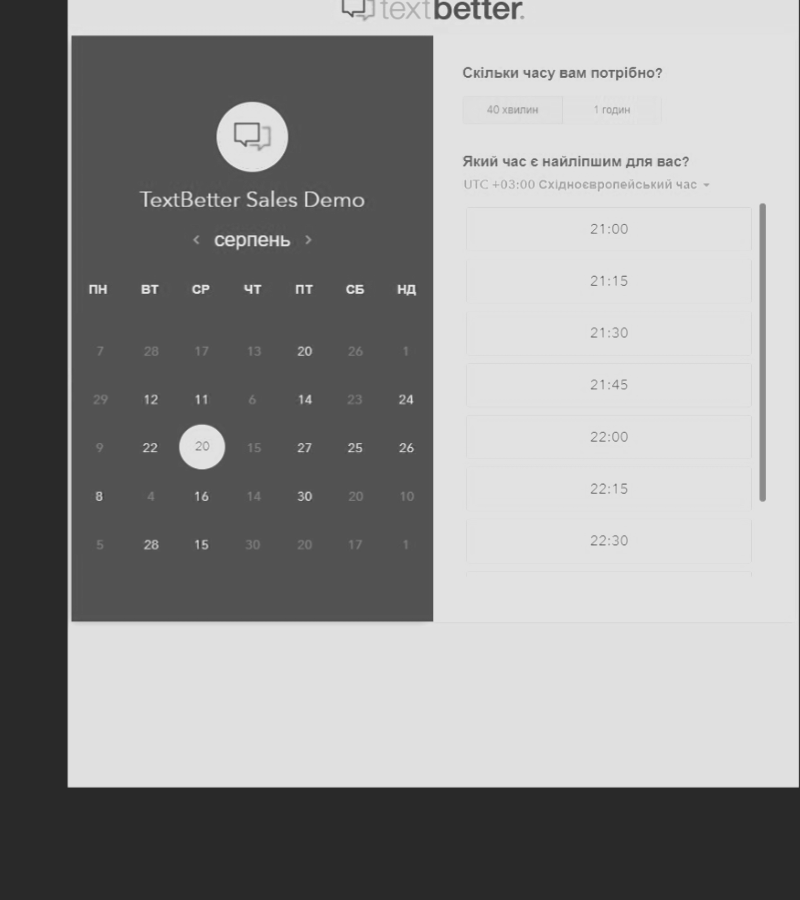 textbetter.
TextBetter Sales Demo
‹ серпень ›
ПН ВТ СР ЧТ ПТ СБ НД
7 28 17 13 20 26 1
29 12 11 6 14 23 24
9 22 20 15 27 25 26
8 4 16 14 30 20 10
5 28 15 30 20 17 1
Скільки часу вам потрібно?
40 хвилин 1 годин
Який час є найліпшим для вас?
UTC +03:00 Східноєвропейський час
21:00
21:15
21:30
21:45
22:00
22:15
22:30